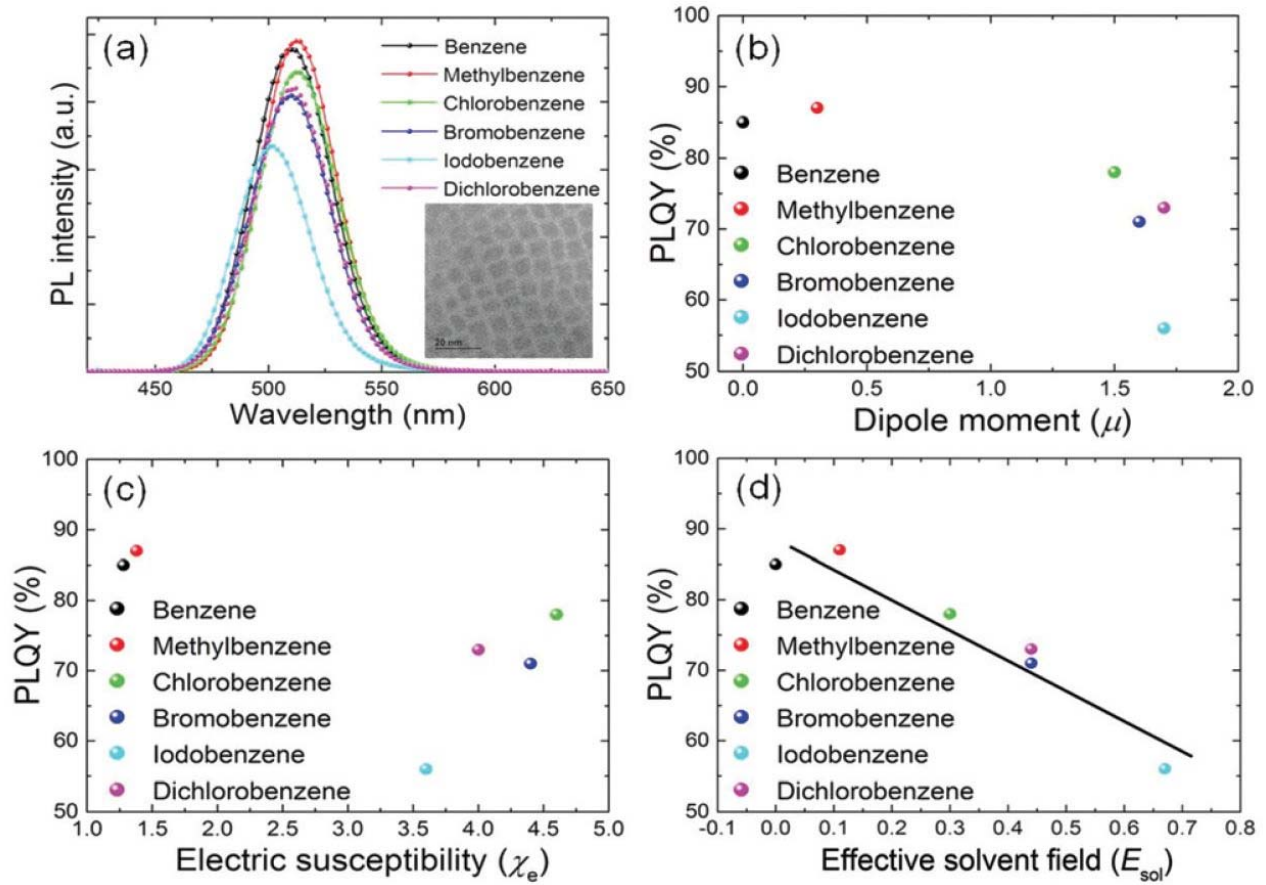 (a)
Benzene
Methylbenzene
Chlorobenzene
Bromobenzene
Iodobenzene
Dichlorobenzene
20 nm
PL intensity (a.u.)
450 500 550 600 650
Wavelength (nm)
(b)
100
90
80
70
60
50
PLQY (%)
Benzene
Methylbenzene
Chlorobenzene
Bromobenzene
Iodobenzene
Dichlorobenzene
0.0 0.5 1.0 1.5 2.0
Dipole moment (μ)
(c)
100
90
80
70
60
50
PLQY (%)
Benzene
Methylbenzene
Chlorobenzene
Bromobenzene
Iodobenzene
Dichlorobenzene
1.0 1.5 2.0 2.5 3.0 3.5 4.0 4.5 5.0
Electric susceptibility (χe)
(d)
100
90
80
70
60
50
PLQY (%)
Benzene
Methylbenzene
Chlorobenzene
Bromobenzene
Iodobenzene
Dichlorobenzene
-0.1 0.0 0.1 0.2 0.3 0.4 0.5 0.6 0.7 0.8
Effective solvent field (Esol)